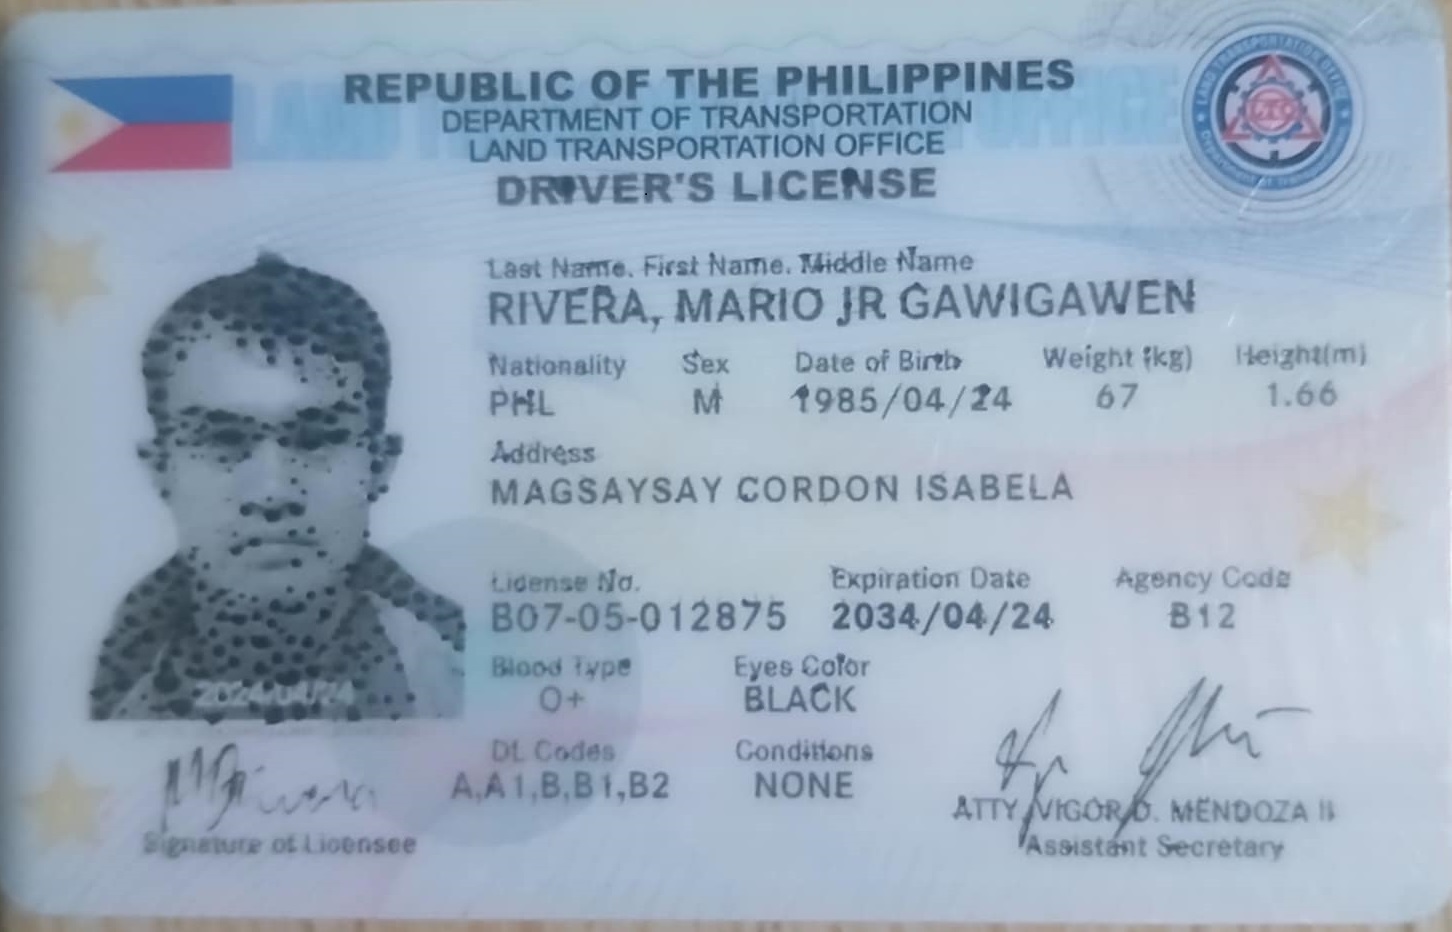 REPUBLIC OF THE PHILIPPINES
DEPARTMENT OF TRANSPORTATION
LAND TRANSPORTATION OFFICE
DRIVER'S LICENSE
LTO
Last Name, First Name, Middle Name
RIVERA, MARIO JR GAWIGAWEN
Nationality Sex Date of Birth Weight (kg) Height(m)
PHL M 1985/04/24 67 1.66
Address
MAGSAYSAY CORDON ISABELA
License No. Expiration Date Agency Code
B07-05-012875 2034/04/24 B12
Blood Type Eyes Color
O+ BLACK
DL Codes Conditions
A,A1,B,B1,B2 NONE
ATTY VIGOR D. MENDOZA II
Signature of Licensee Assistant Secretary